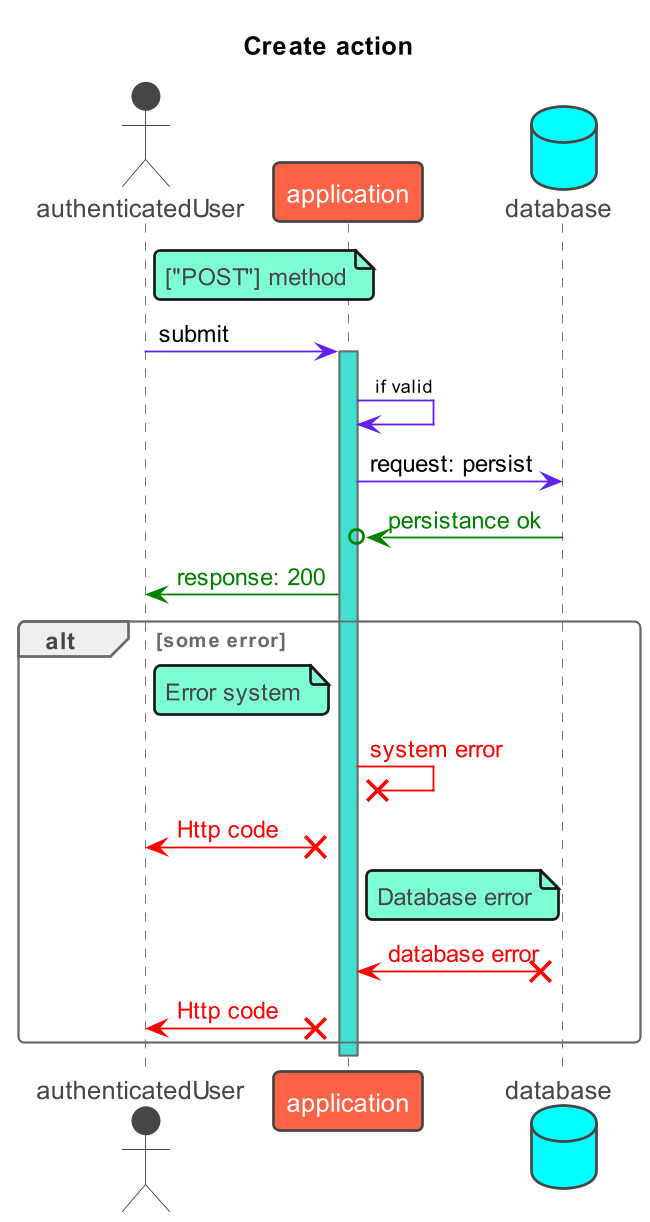 Create action
authenticatedUser
application
database
["POST"] method
submit
if valid
request: persist
persistance ok
response: 200
alt
[some error]
Error system
system error
Http code
Database error
database error
Http code
authenticatedUser
application
database